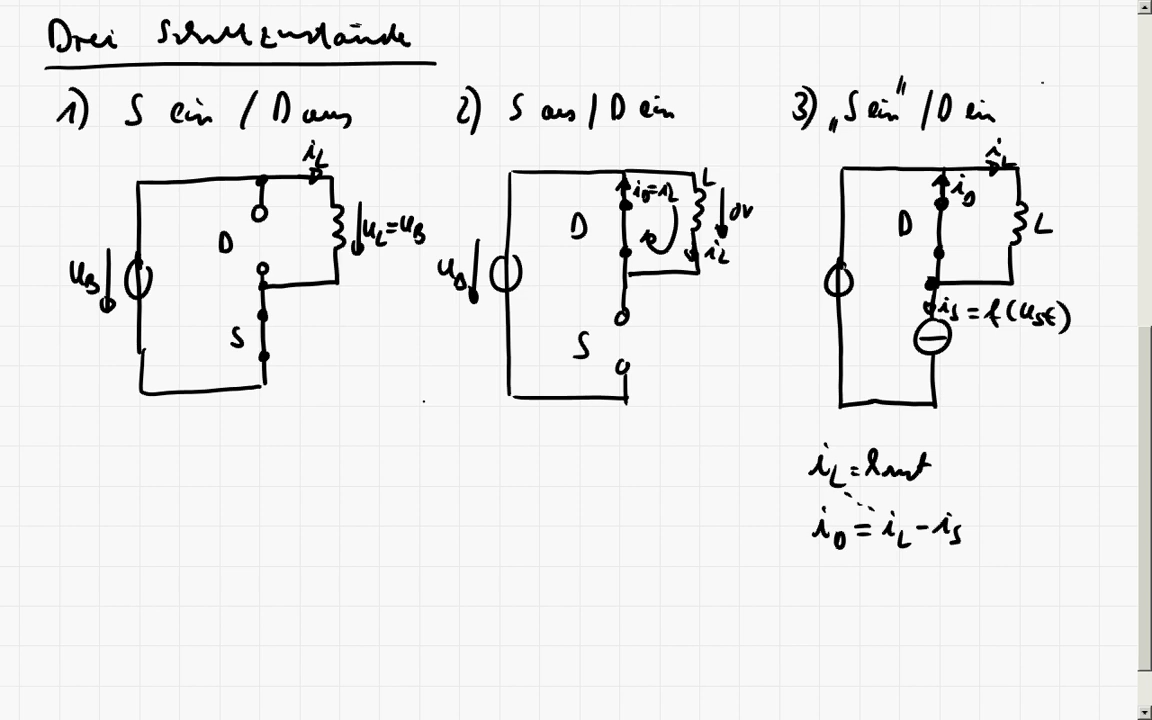 Drei Schaltzustände
1) S ein / D aus
2) S aus / D ein
3) „S ein" / D ein
iL
D
uL=uB
uB
S
iD=iL
L
D
0V
iL
uB
S
iL
iD
D
L
iS = f(uSt)
iL = konst
iD = iL - iS